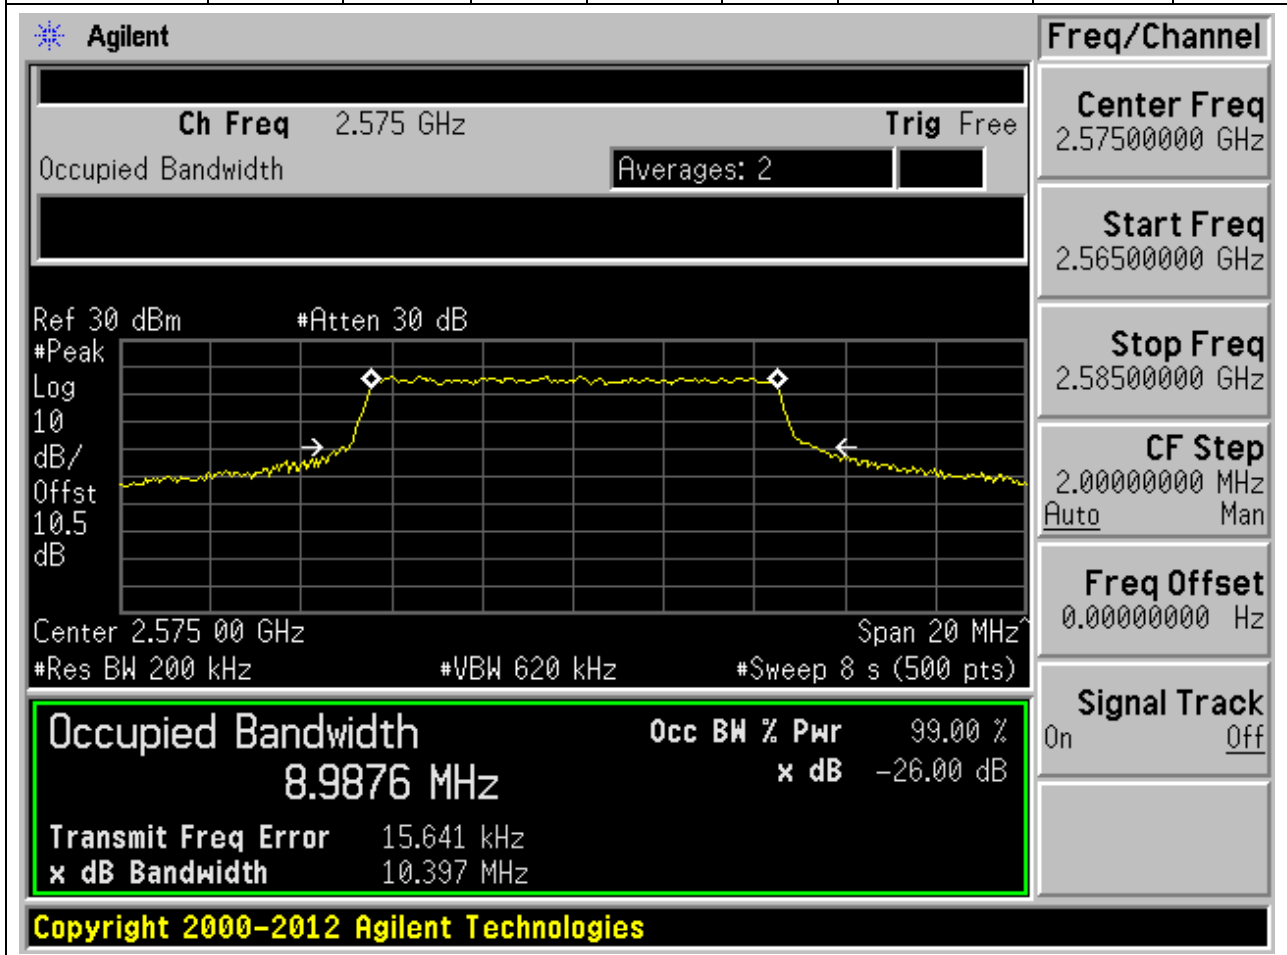 Agilent
Freq/Channel
Ch Freq 2.575 GHz Trig Free
Occupied Bandwidth Averages: 2
Center Freq
2.57500000 GHz
Start Freq
2.56500000 GHz
Stop Freq
2.58500000 GHz
CF Step
2.00000000 MHz
Auto Man
Freq Offset
0.00000000 Hz
Signal Track
On Off
Ref 30 dBm #Atten 30 dB
#Peak
Log
10
dB/
Offst
10.5
dB
Center 2.575 00 GHz Span 20 MHz^
#Res BW 200 kHz #VBW 620 kHz #Sweep 8 s (500 pts)
Occupied Bandwidth Occ BW % Pwr 99.00 %
8.9876 MHz x dB -26.00 dB
Transmit Freq Error 15.641 kHz
x dB Bandwidth 10.397 MHz
Copyright 2000-2012 Agilent Technologies